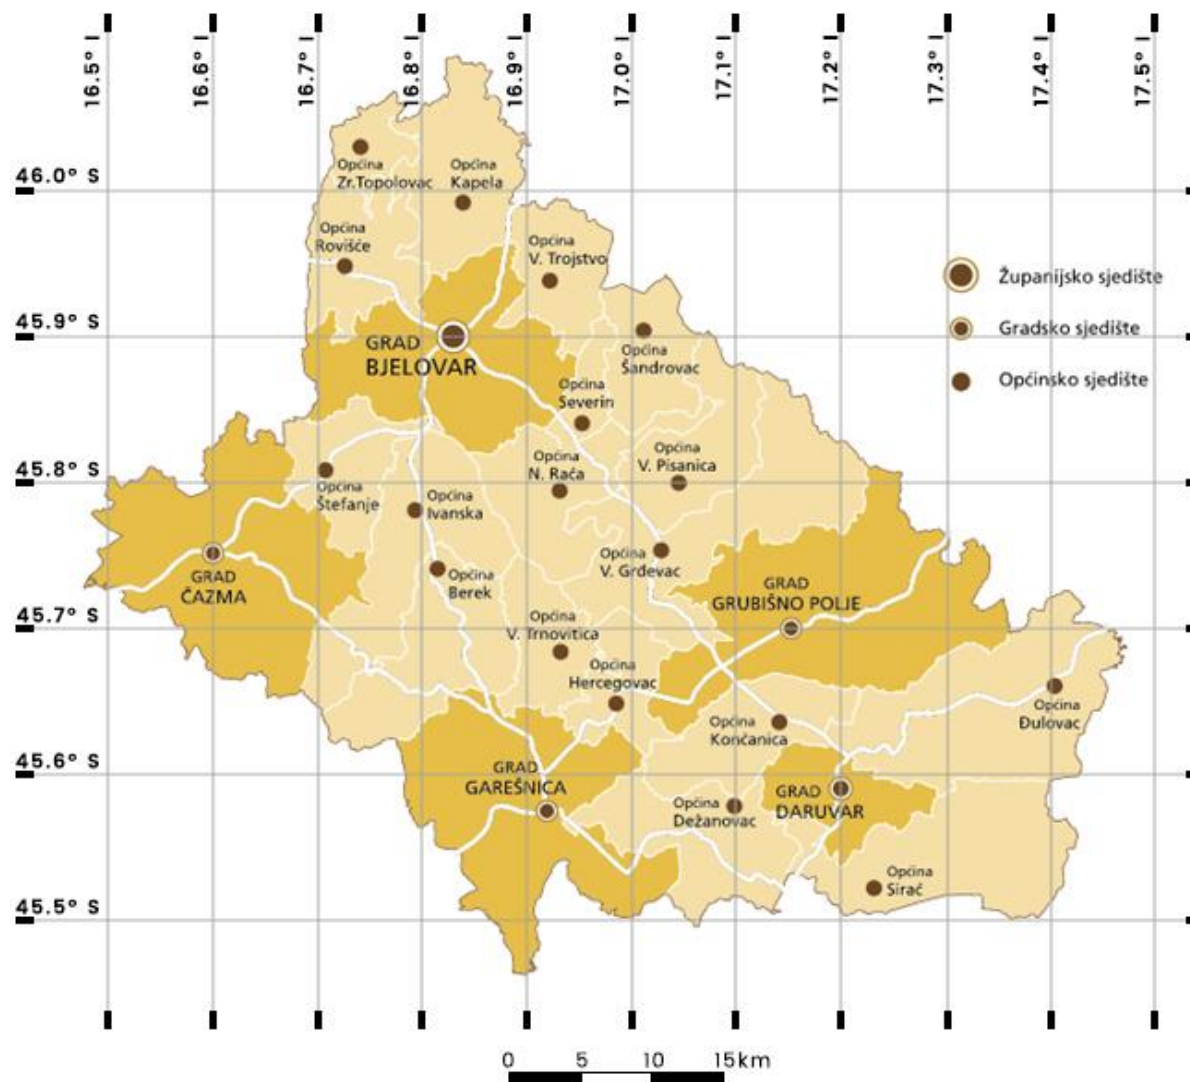 16.5° I
16.6° I
16.7° I
16.8° I
16.9° I
17.0° I
17.1° I
17.2° I
17.3° I
17.4° I
17.5° I
46.0° S
45.9° S
45.8° S
45.7° S
45.6° S
45.5° S
Općina
Zr.Topolovac
Općina
Kapela
Općina
Rovišće
Općina
V. Trojstvo
GRAD
BJELOVAR
Općina
Šandrovac
Općina
Severin
Općina
N. Rača
Općina
V. Pisanica
Općina
Štefanje
Općina
Ivanska
Općina
V. Grđevac
GRAD
ČAZMA
Općina
Berek
GRAD
GRUBIŠNO POLJE
Općina
V. Trnovitica
Općina
Hercegovac
Općina
Končanica
Općina
Đulovac
GRAD
GAREŠNICA
Općina
Dežanovac
GRAD
DARUVAR
Općina
Sirač
Županijsko sjedište
Gradsko sjedište
Općinsko sjedište
0 5 10 15km